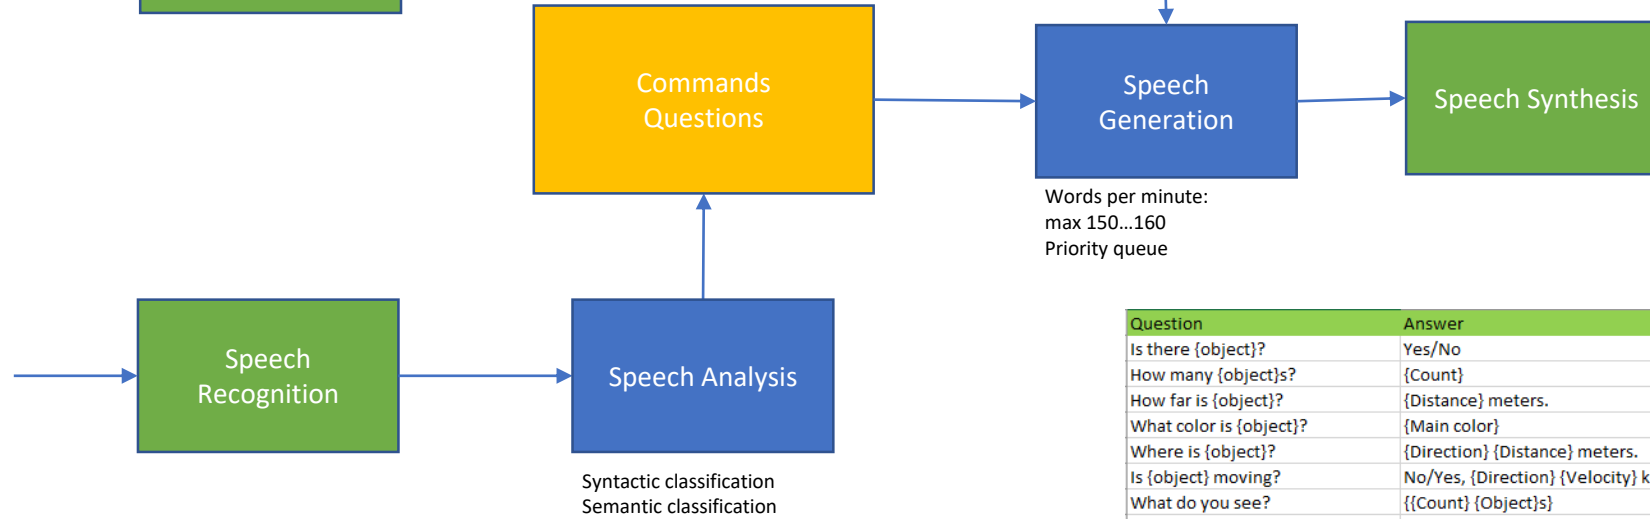 Commands
Questions
Speech
Generation
Speech Synthesis
Words per minute:
max 150…160
Priority queue
Speech
Recognition
Speech Analysis
Syntactic classification
Semantic classification
Question Answer
Is there {object}? Yes/No
How many {object}s? {Count}
How far is {object}? {Distance} meters.
What color is {object}? {Main color}
Where is {object}? {Direction} {Distance} meters.
Is {object} moving? No/Yes, {Direction} {Velocity} k
What do you see? {{Count} {Object}s}